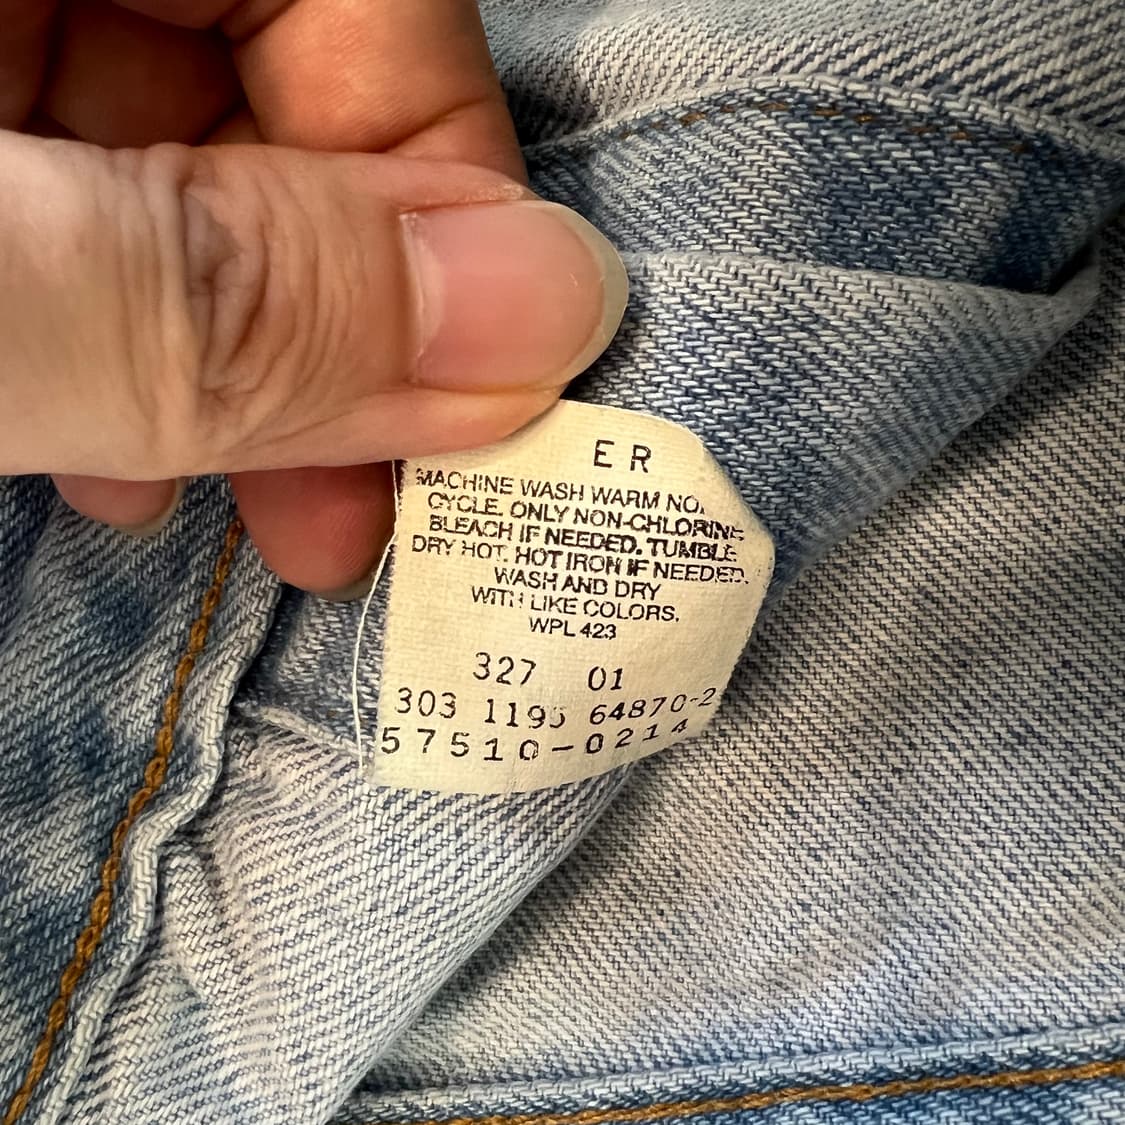 E R
MACHINE WASH WARM
CYCLE. ONLY NON-CHLORINE
BLEACH IF NEEDED. TUMBLE
DRY HOT. HOT IRON IF NEEDED.
WASH AND DRY
WITH LIKE COLORS.
WPL 423
327 01
303 1195 64870-2
57510-0214